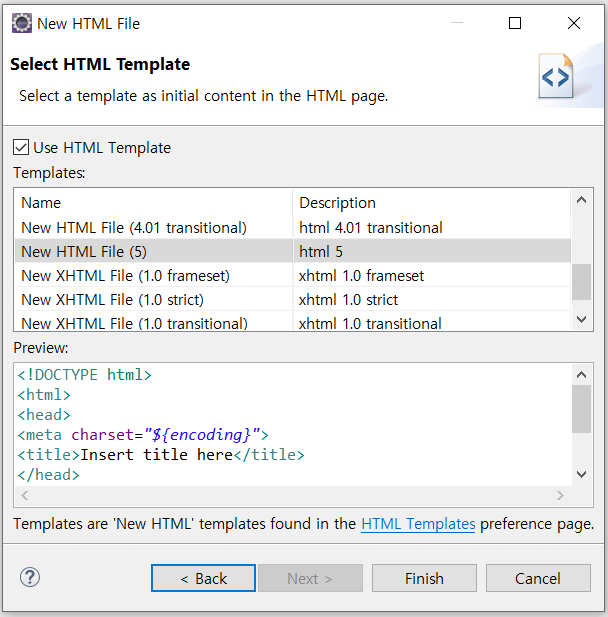 New HTML File
Select HTML Template
Select a template as initial content in the HTML page.
Use HTML Template
Templates:
Name Description
New HTML File (4.01 transitional) html 4.01 transitional
New HTML File (5) html 5
New XHTML File (1.0 frameset) xhtml 1.0 frameset
New XHTML File (1.0 strict) xhtml 1.0 strict
New XHTML File (1.0 transitional) xhtml 1.0 transitional
Preview:
<!DOCTYPE html>
<html>
<head>
<meta charset="${encoding}">
<title>Insert title here</title>
</head>
Templates are 'New HTML' templates found in the HTML Templates preference page.
? < Back Next > Finish Cancel